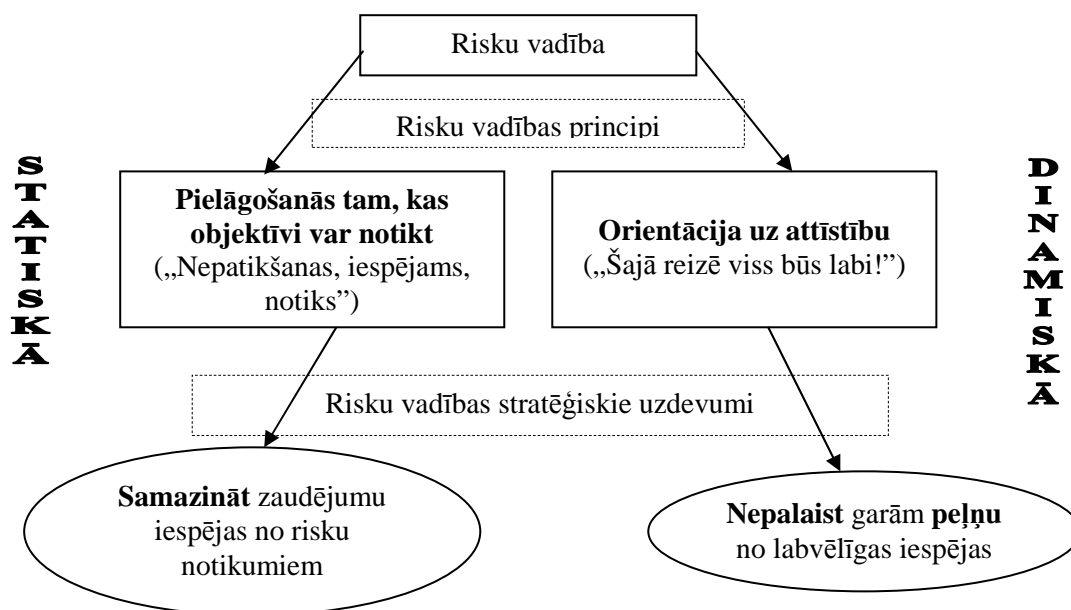 Risku vadība
Risku vadības principi
STATISKĀ
Pielāgošanās tam, kas
objektīvi var notikt
(„Nepatikšanas, iespējams,
notiks”)
Orientācija uz attīstību
(„Šajā reizē viss būs labi!”)
DINAMISKĀ
Risku vadības stratēģiskie uzdevumi
Samazināt zaudējumu
iespējas no risku
notikumiem
Nepalaist garām peļņu
no labvēlīgas iespējas